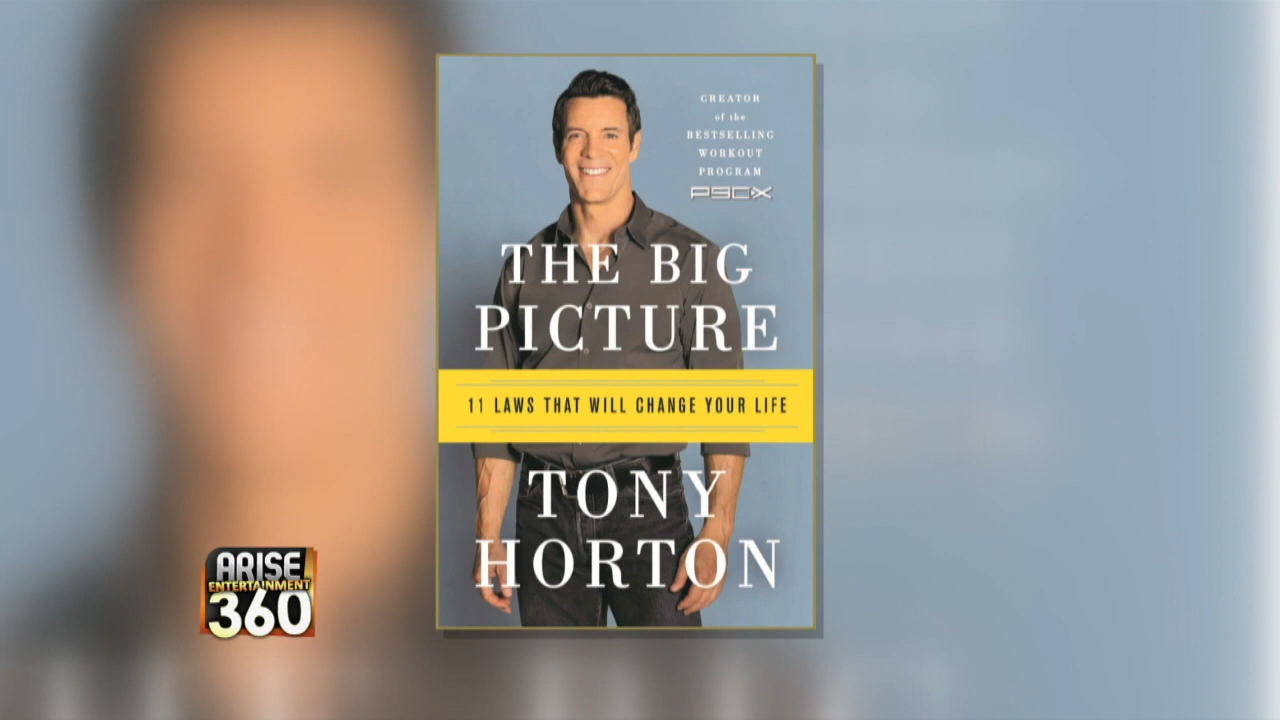 CREATOR
of the
BESTSELLING
WORKOUT
PROGRAM
P90X
THE BIG
PICTURE
11 LAWS THAT WILL CHANGE YOUR LIFE
TONY
HORTON
ARISE
ENTERTAINMENT
360